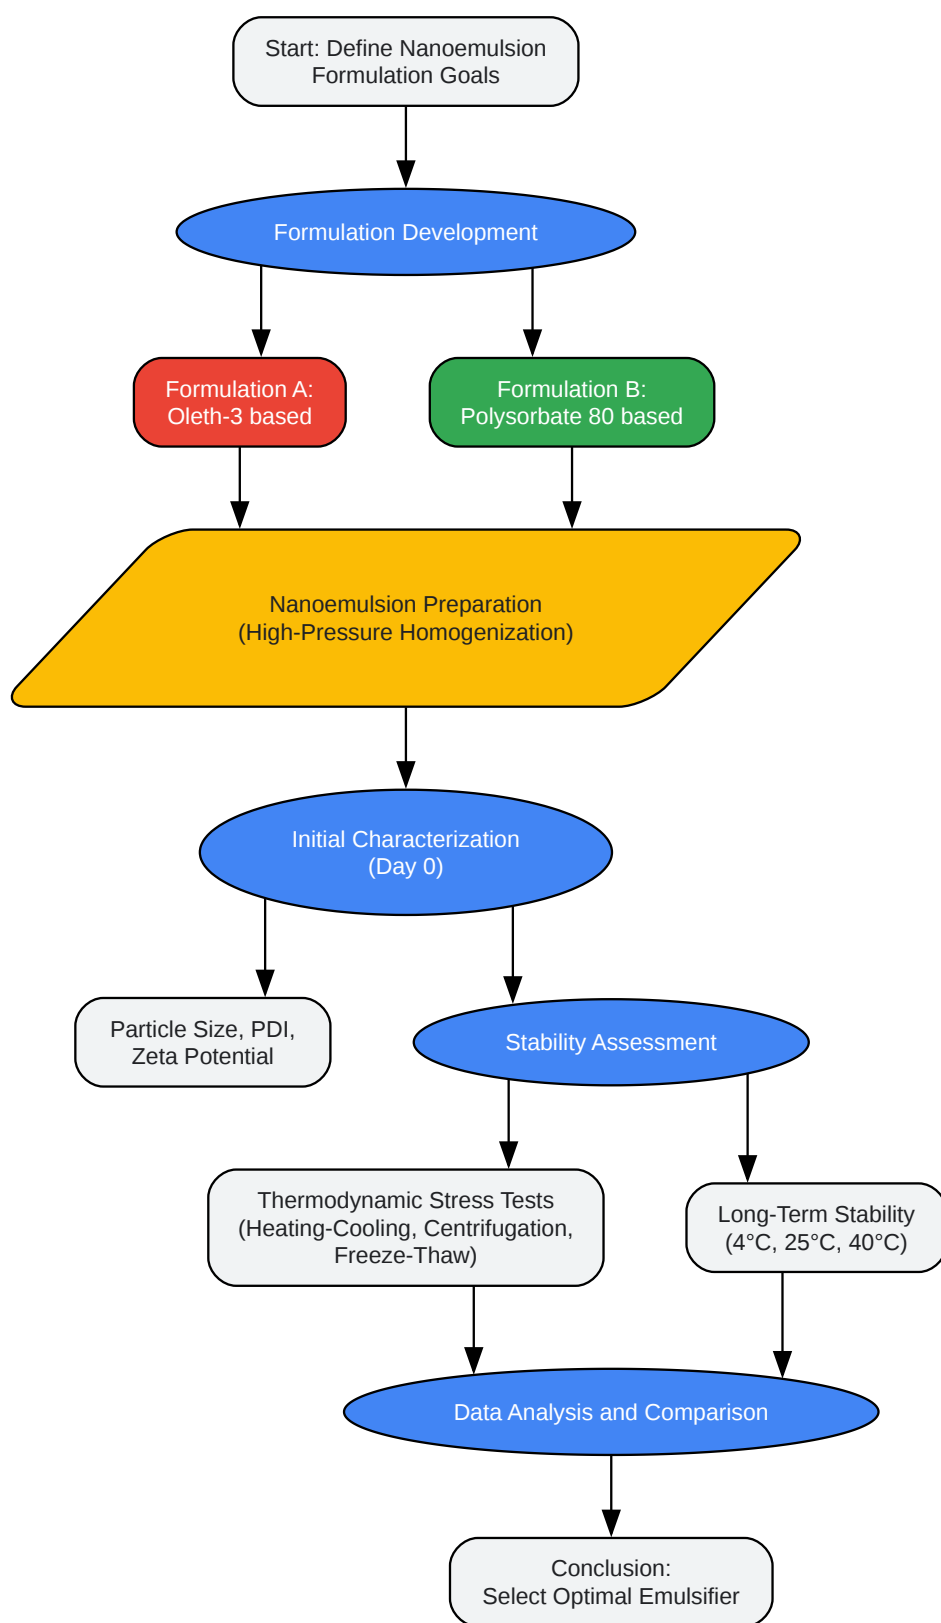 Start: Define Nanoemulsion
Formulation Goals
Formulation Development
Formulation A:
Oleth-3 based
Formulation B:
Polysorbate 80 based
Nanoemulsion Preparation
(High-Pressure Homogenization)
Initial Characterization
(Day 0)
Particle Size, PDI,
Zeta Potential
Stability Assessment
Thermodynamic Stress Tests
(Heating-Cooling, Centrifugation,
Freeze-Thaw)
Long-Term Stability
(4°C, 25°C, 40°C)
Data Analysis and Comparison
Conclusion:
Select Optimal Emulsifier